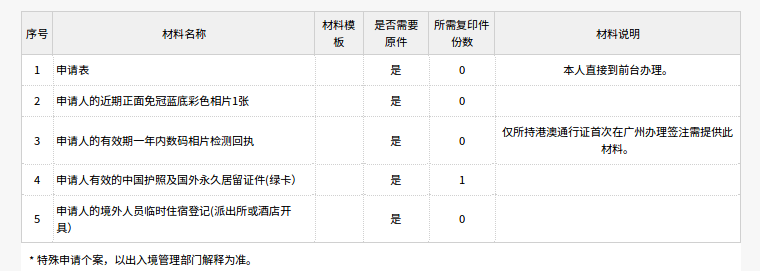 序号 材料名称 材料模板 是否需要原件 所需复印件份数 材料说明
1 申请表 是 0 本人直接到前台办理。
2 申请人的近期正面免冠蓝底彩色相片1张 是 0
3 申请人的有效期一年内数码相片检测回执 是 0 仅所持港澳通行证首次在广州办理签注需提供此
材料。
4 申请人有效的中国护照及国外永久居留证件(绿卡) 是 1
5 申请人的境外人员临时住宿登记(派出所或酒店开
具) 是 0
* 特殊申请个案，以出入境管理部门解释为准。